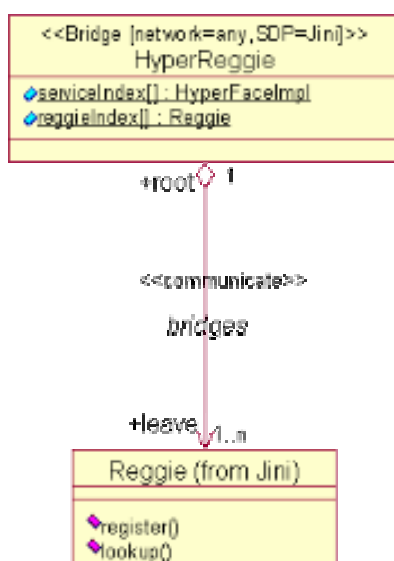 <<Bridge [network=any,SDP=Jini]>>
HyperReggie
serviceIndex[] : HyperFaceImpl
reggieIndex[] : Reggie
+root 1
<<communicate>>
bridges
+leave 1..n
Reggie (from Jini)
register()
lookup()